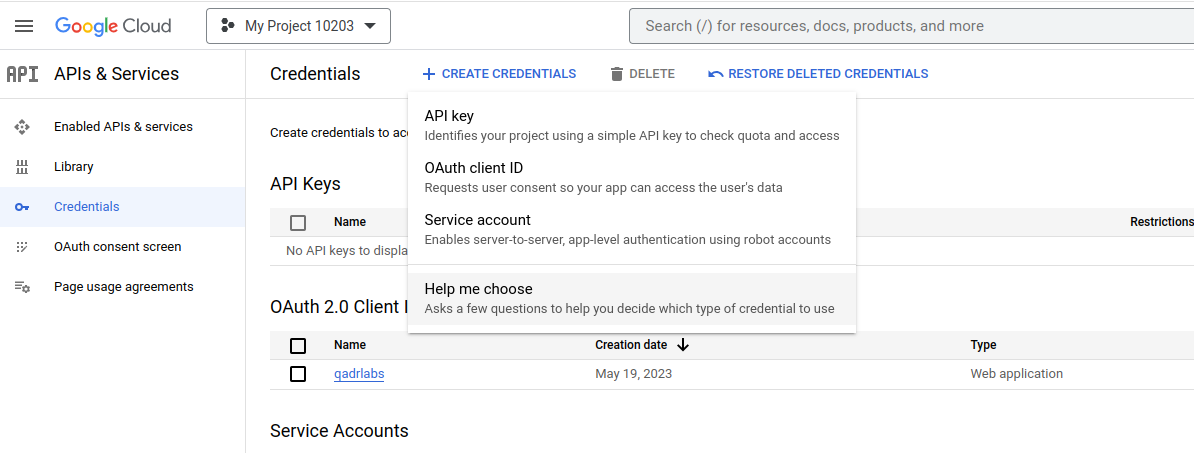 Google Cloud
My Project 10203
Search (/) for resources, docs, products, and more
API
APIs & Services
Enabled APIs & services
Library
Credentials
OAuth consent screen
Page usage agreements
Credentials
CREATE CREDENTIALS
DELETE
RESTORE DELETED CREDENTIALS
Create credentials to
API key
Identifies your project using a simple API key to check quota and access
OAuth client ID
Requests user consent so your app can access the user's data
Service account
Enables server-to-server, app-level authentication using robot accounts
Help me choose
Asks a few questions to help you decide which type of credential to use
API Keys
Name
Restrictions
No API keys to
OAuth 2.0 Client
Name Creation date Type
qadrlabs May 19, 2023 Web application
Service Accounts